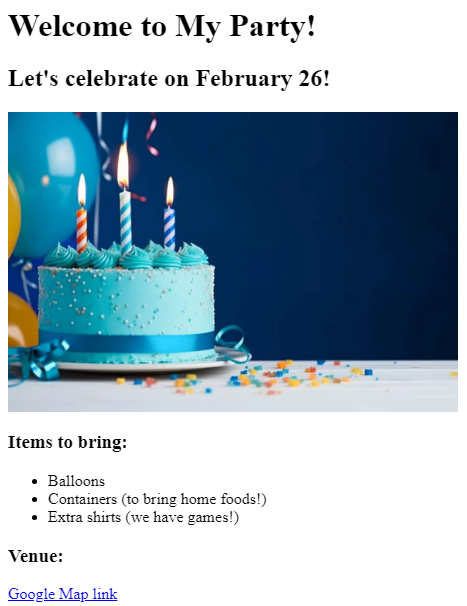 Welcome to My Party!
Let's celebrate on February 26!
Items to bring:
Balloons
Containers (to bring home foods!)
Extra shirts (we have games!)
Venue:
Google Map link